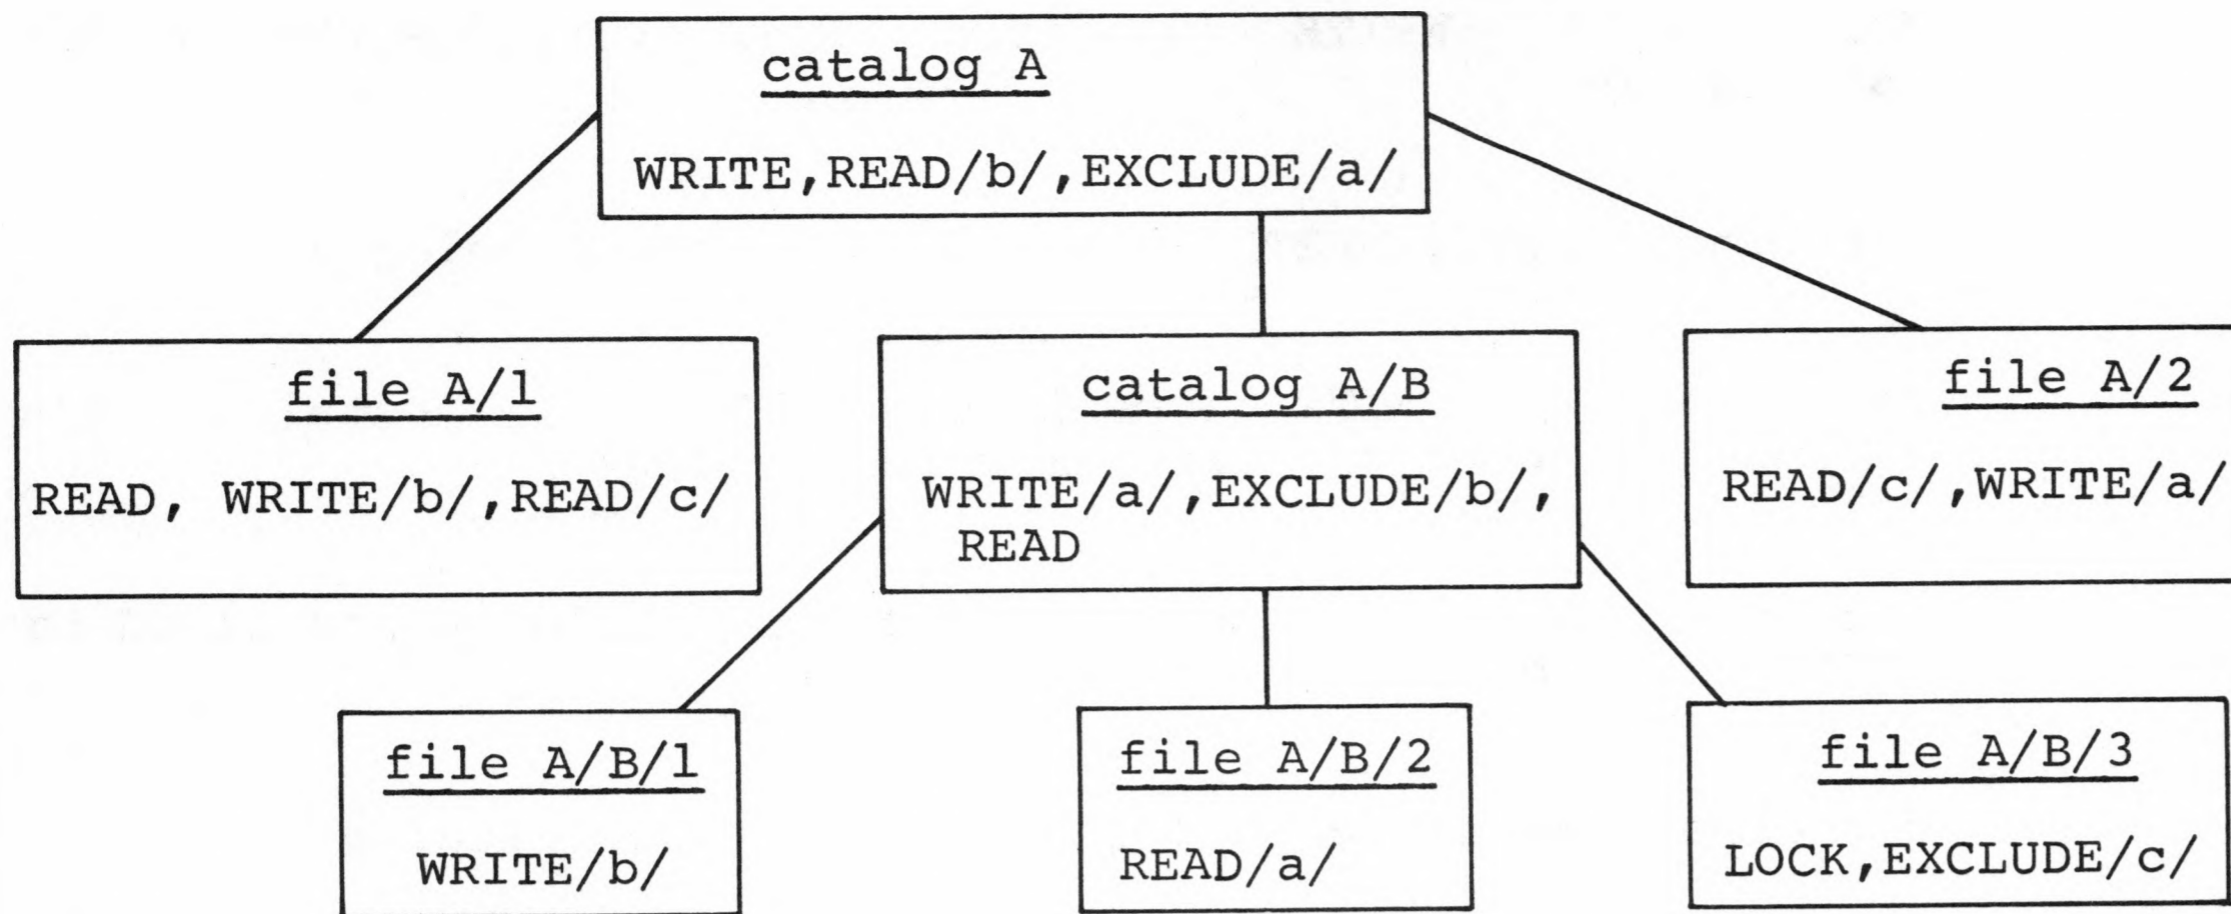 catalog A
WRITE,READ/b/,EXCLUDE/a/
file A/1
READ, WRITE/b/,READ/c/
catalog A/B
WRITE/a/,EXCLUDE/b/,
READ
file A/2
READ/c/,WRITE/a/
file A/B/1
WRITE/b/
file A/B/2
READ/a/
file A/B/3
LOCK,EXCLUDE/c/